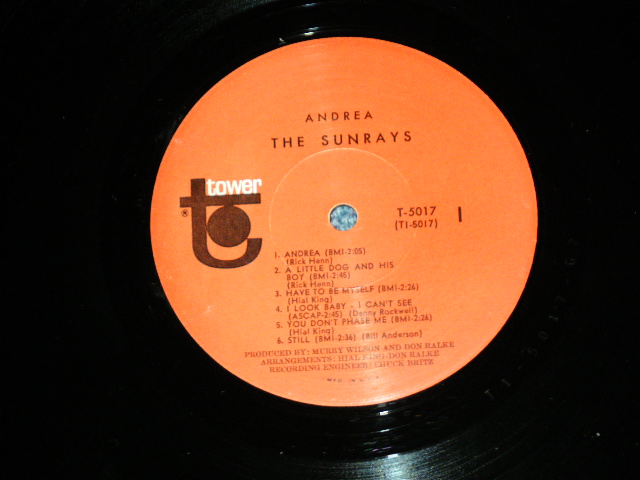 ANDREA
THE SUNRAYS
tower
t
®
T-5017 1
(T1-5017)
1. ANDREA (BMI-2:05)
(Rick Henn)
2. A LITTLE DOG AND HIS
BOY (BMI-2:45)
(Rick Henn)
3. HAVE TO BE MYSELF (BMI-2:26)
(Hial King)
4. I LOOK BABY - I CAN'T SEE
(ASCAP-2:45) (Denny Rockwell)
5. YOU DON'T PHASE ME (BMI-2:26)
(Hial King)
6. STILL (BMI-2:36) (Bill Anderson)
PRODUCED BY: MURRY WILSON AND DON RALKE
ARRANGEMENTS: HIAL KING-DON RALKE
RECORDING ENGINEER: CHUCK BRITZ